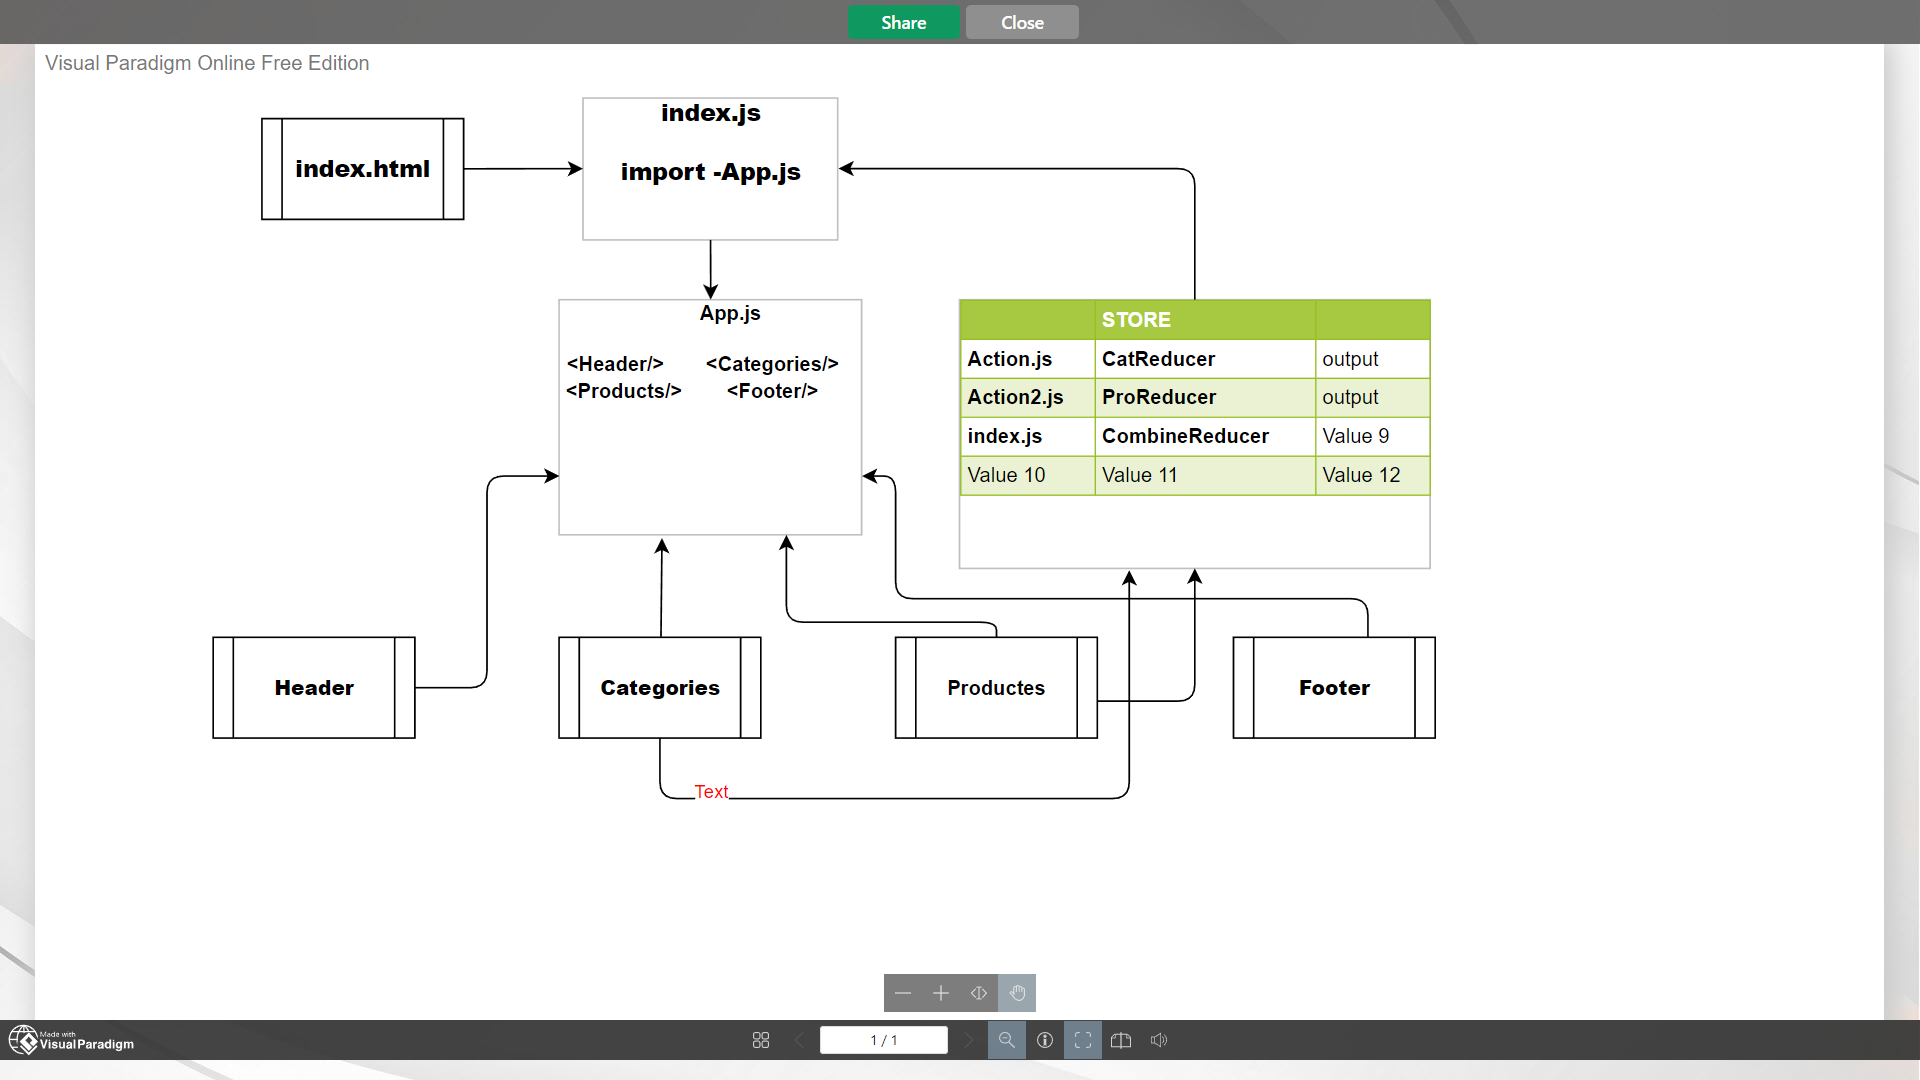 Share
Close
Visual Paradigm Online Free Edition
index.html
index.js
import -App.js
App.js
<Header/> <Categories/>
<Products/> <Footer/>
STORE
Action.js CatReducer output
Action2.js ProReducer output
index.js CombineReducer Value 9
Value 10 Value 11 Value 12
Header
Categories
Productes
Footer
Text
1 / 1
Made with
Visual Paradigm